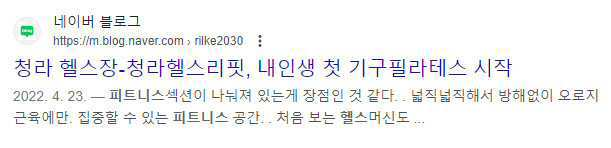 네이버 블로그
https://m.blog.naver.com › rilke2030
청라 헬스장-청라헬스리핏, 내인생 첫 기구필라테스 시작
2022. 4. 23. — 피트니스섹션이 나눠져 있는게 장점인 것 같다. . 넓직넓직해서 방해없이 오로지
근육에만. 집중할 수 있는 피트니스 공간. . 처음 보는 헬스머신도 ...